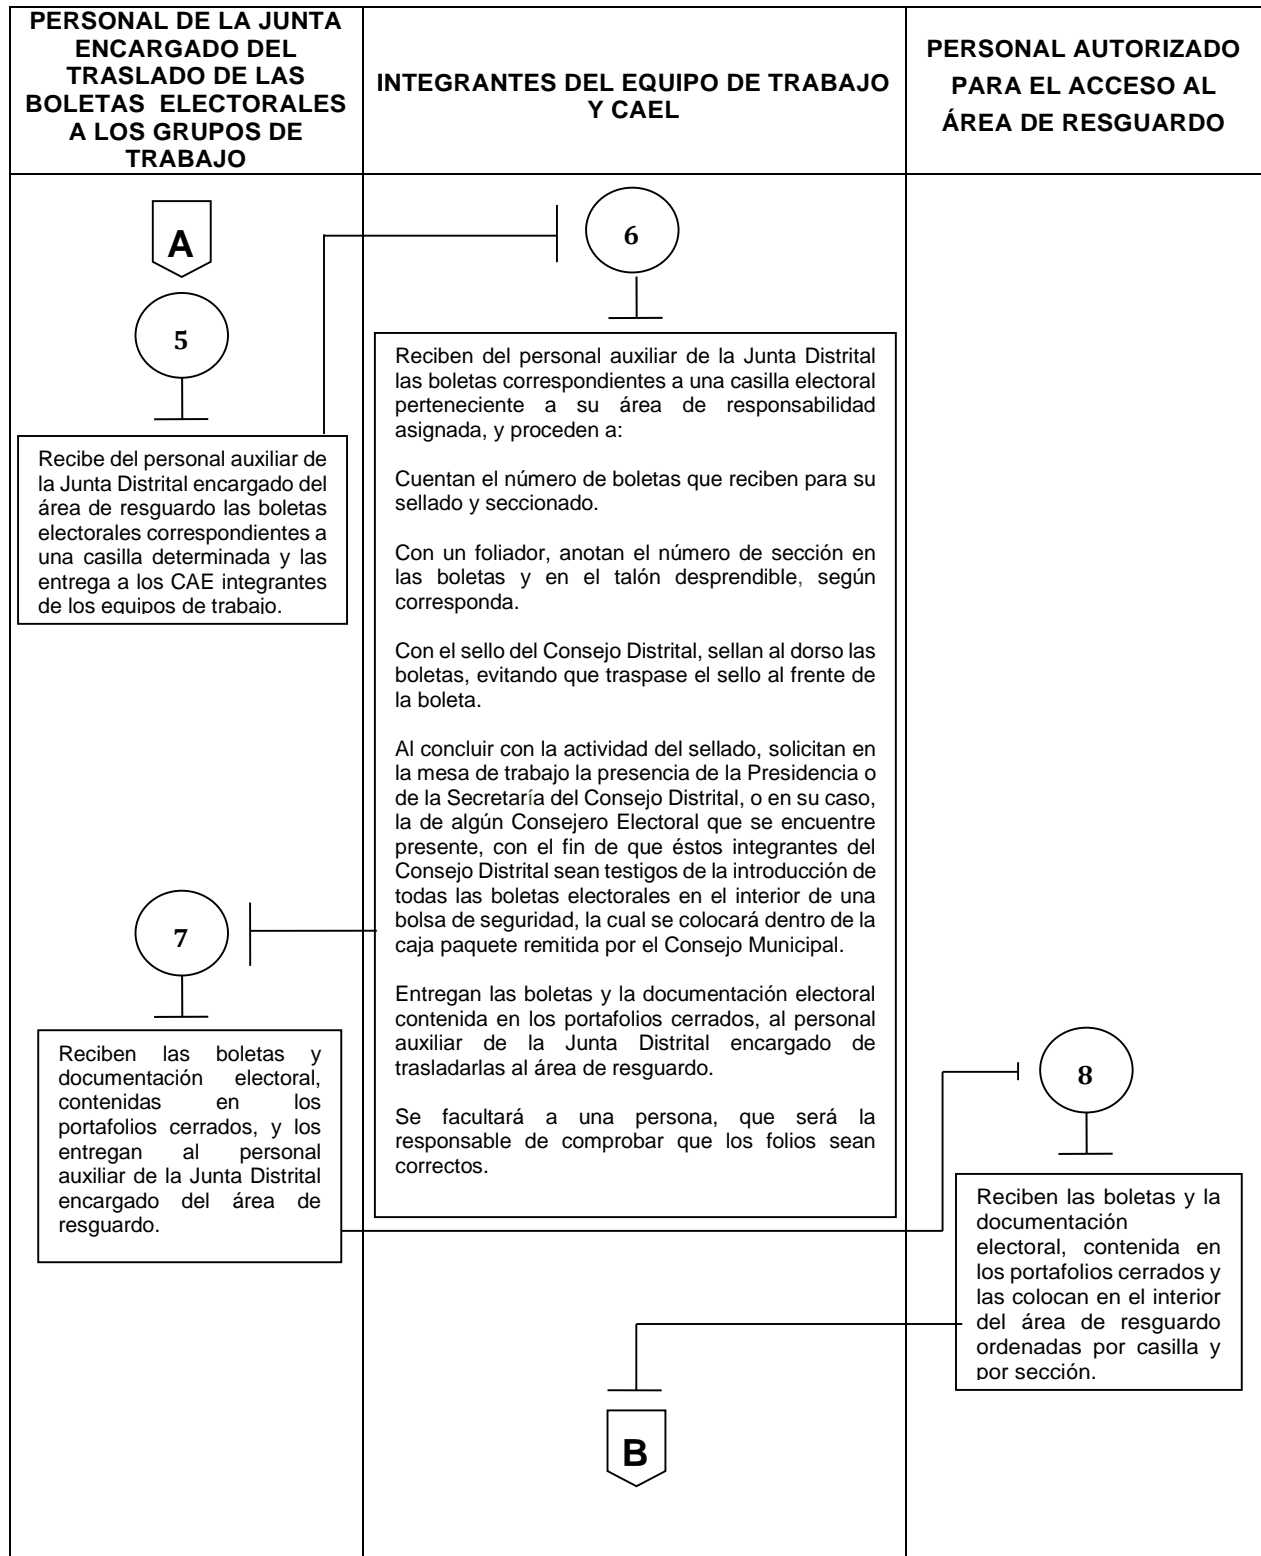 PERSONAL DE LA JUNTA
ENCARGADO DEL
TRASLADO DE LAS
BOLETAS ELECTORALES
A LOS GRUPOS DE
TRABAJO
INTEGRANTES DEL EQUIPO DE TRABAJO
Y CAEL
PERSONAL AUTORIZADO
PARA EL ACCESO AL
ÁREA DE RESGUARDO
A
5
Recibe del personal auxiliar de
la Junta Distrital encargado del
área de resguardo las boletas
electorales correspondientes a
una casilla determinada y las
entrega a los CAE integrantes
de los equipos de trabajo.
6
Reciben del personal auxiliar de la Junta Distrital
las boletas correspondientes a una casilla electoral
perteneciente a su área de responsabilidad
asignada, y proceden a:
Cuentan el número de boletas que reciben para su
sellado y seccionado.
Con un foliador, anotan el número de sección en
las boletas y en el talón desprendible, según
corresponda.
Con el sello del Consejo Distrital, sellan al dorso las
boletas, evitando que traspase el sello al frente de
la boleta.
Al concluir con la actividad del sellado, solicitan en
la mesa de trabajo la presencia de la Presidencia o
de la Secretaría del Consejo Distrital, o en su caso,
la de algún Consejero Electoral que se encuentre
presente, con el fin de que éstos integrantes del
Consejo Distrital sean testigos de la introducción de
todas las boletas electorales en el interior de una
bolsa de seguridad, la cual se colocará dentro de la
caja paquete remitida por el Consejo Municipal.
Entregan las boletas y la documentación electoral
contenida en los portafolios cerrados, al personal
auxiliar de la Junta Distrital encargado de
trasladarlas al área de resguardo.
Se facultará a una persona, que será la
responsable de comprobar que los folios sean
correctos.
7
Reciben las boletas y
documentación electoral,
contenidas en los
portafolios cerrados, y los
entregan al personal
auxiliar de la Junta Distrital
encargado del área de
resguardo.
8
Reciben las boletas y la
documentación
electoral, contenida en
los portafolios cerrados y
las colocan en el interior
del área de resguardo
ordenadas por casilla y
por sección.
B